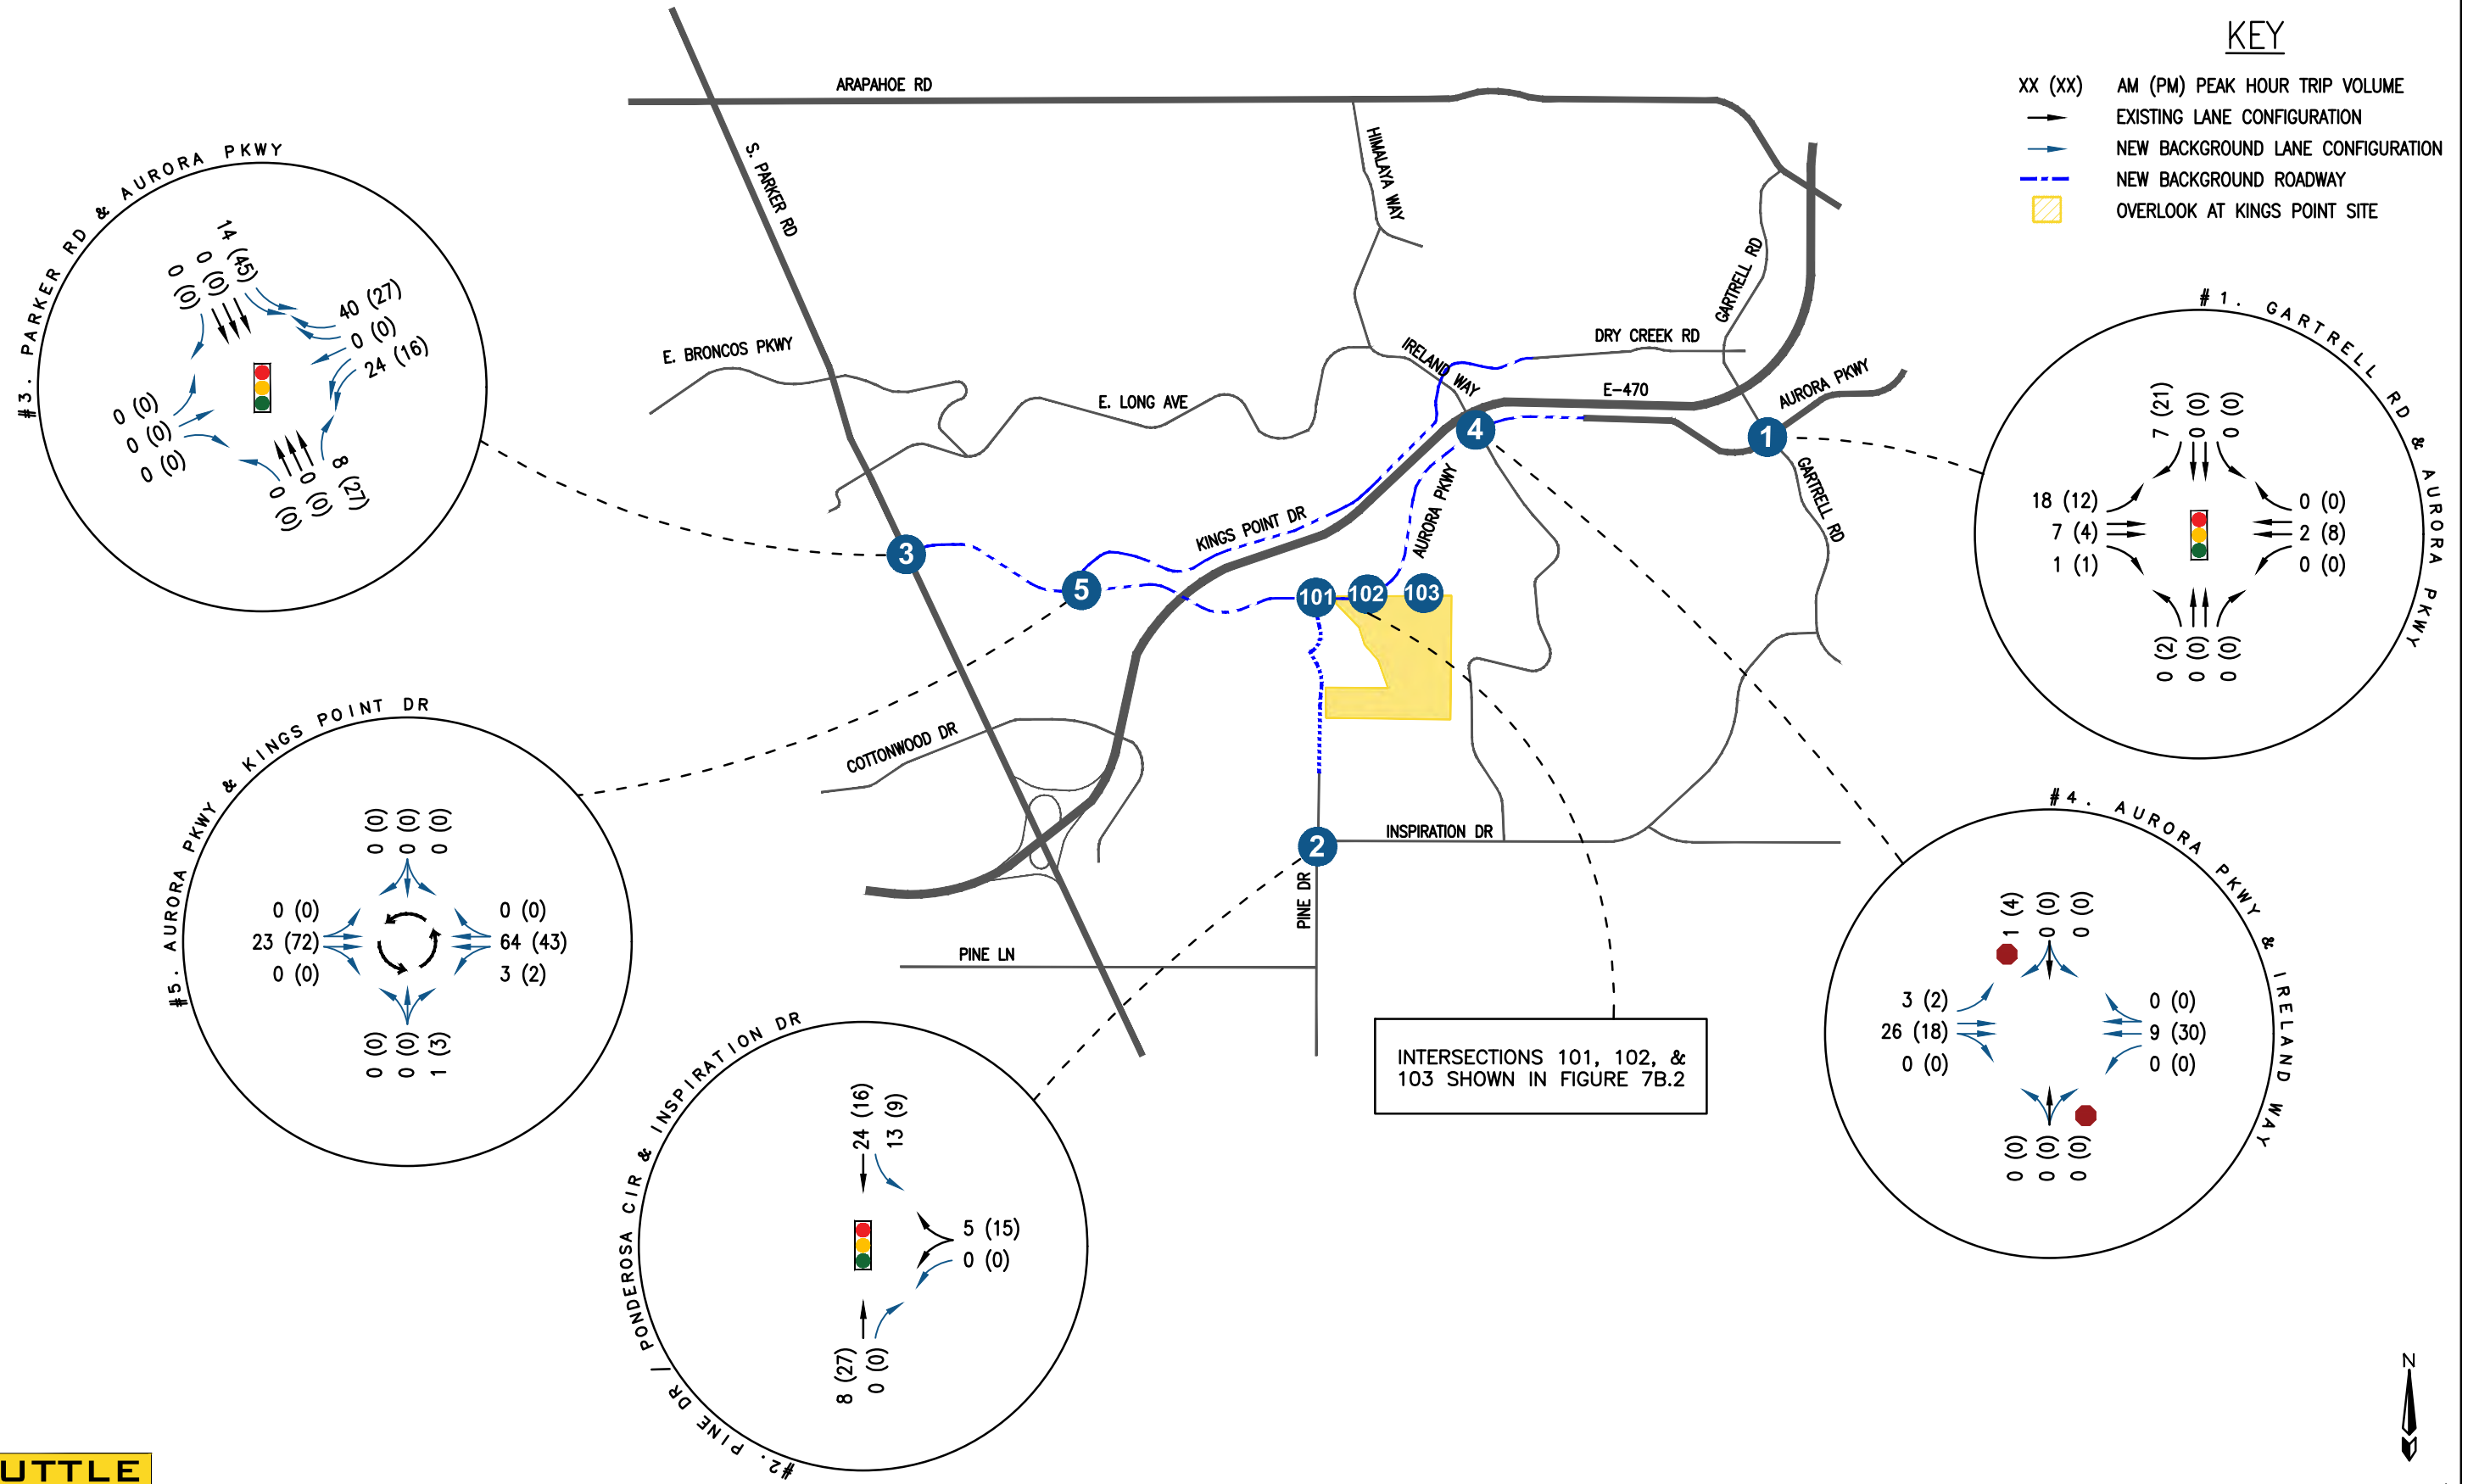 KEY
XX (XX) AM (PM) PEAK HOUR TRIP VOLUME
EXISTING LANE CONFIGURATION
NEW BACKGROUND LANE CONFIGURATION
NEW BACKGROUND ROADWAY
OVERLOOK AT KINGS POINT SITE
ARAPAHOE RD
S. PARKER RD
HIMALAYA WAY
GARTRELL RD
E. BRONCOS PKWY
IRELAND WAY
DRY CREEK RD
E. LONG AVE
E-470
AURORA PKWY
GARTRELL RD
KINGS POINT DR
AURORA PKWY
COTTONWOOD DR
INSPIRATION DR
PINE DR
PINE LN
1
2
3
4
5
101
102
103
#3. PARKER RD & AURORA PKWY
14 (45)
0 (0)
0 (0)
40 (27)
0 (0)
24 (16)
0 (0)
0 (0)
0 (0)
8 (27)
0 (0)
0 (0)
#1. GARTRELL RD & AURORA PKWY
7 (21)
0 (0)
0 (0)
18 (12)
7 (4)
1 (1)
0 (0)
2 (8)
0 (0)
0 (2)
0 (0)
0 (0)
#5. AURORA PKWY & KINGS POINT DR
0 (0)
0 (0)
0 (0)
0 (0)
23 (72)
0 (0)
0 (0)
64 (43)
3 (2)
0 (0)
0 (0)
1 (3)
#4. AURORA PKWY & IRELAND WAY
1 (4)
0 (0)
0 (0)
3 (2)
26 (18)
0 (0)
0 (0)
9 (30)
0 (0)
0 (0)
0 (0)
0 (0)
#2. PINE DR / PONDEROSA CIR & INSPIRATION DR
24 (16)
13 (9)
5 (15)
0 (0)
8 (27)
0 (0)
INTERSECTIONS 101, 102, &
103 SHOWN IN FIGURE 7B.2
N
UTTLE